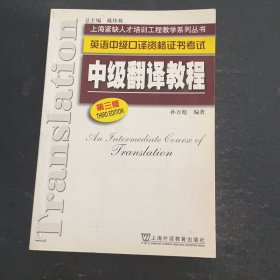 总主编 戴炜栋
上海紧缺人才培训工程教学系列丛书
英语中级口译资格证书考试
中级翻译教程
第三版
THIRD EDITION
孙万彪 编著
An Intermediate Course of
Translation
Translation
上海外语教育出版社